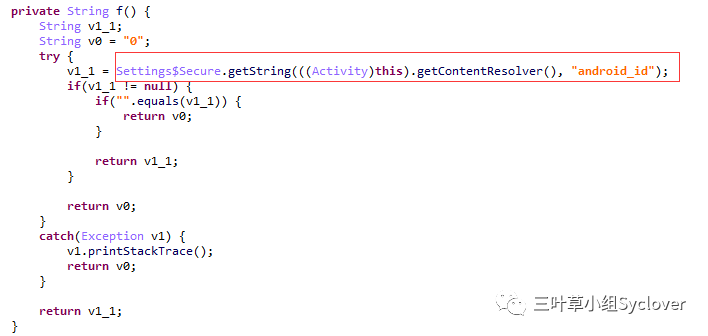 private String f() {
    String v1_1;
    String v0 = "0";
    try {
        v1_1 = Settings$Secure.getString(((Activity)this).getContentResolver(), "android_id");
        if(v1_1 != null) {
            if("".equals(v1_1)) {
                return v0;
            }
            return v1_1;
        }
        return v0;
    }
    catch(Exception v1) {
        v1.printStackTrace();
        return v0;
    }
    return v1_1;
}
三叶草小组Syclover